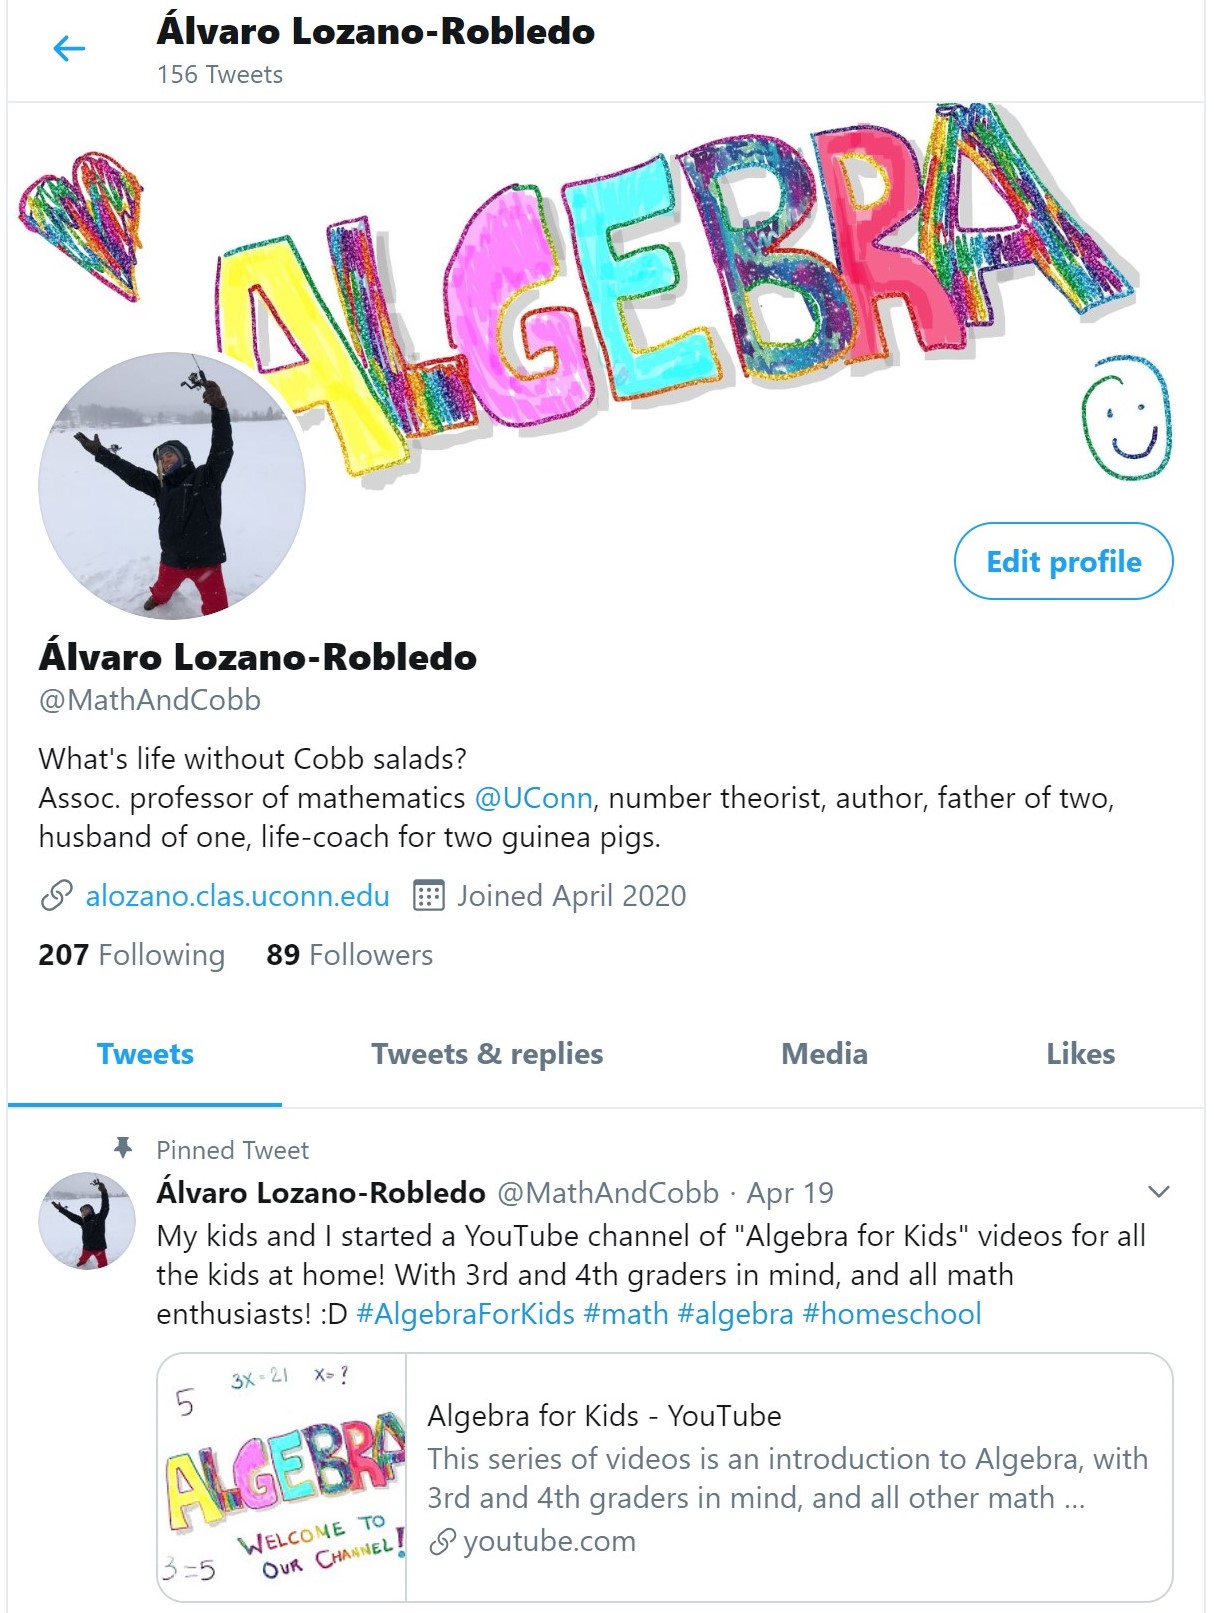 Álvaro Lozano-Robledo
156 Tweets
ALGEBRA
Edit profile
Álvaro Lozano-Robledo
@MathAndCobb
What's life without Cobb salads?
Assoc. professor of mathematics @UConn, number theorist, author, father of two,
husband of one, life-coach for two guinea pigs.
alozano.clas.uconn.edu Joined April 2020
207 Following 89 Followers
Tweets Tweets & replies Media Likes
Pinned Tweet
Álvaro Lozano-Robledo @MathAndCobb · Apr 19
My kids and I started a YouTube channel of "Algebra for Kids" videos for all
the kids at home! With 3rd and 4th graders in mind, and all math
enthusiasts! :D #AlgebraForKids #math #algebra #homeschool
3X=21 X=?
5
ALGEBRA
WELCOME TO
OUR CHANNEL!
3=5
Algebra for Kids - YouTube
This series of videos is an introduction to Algebra, with
3rd and 4th graders in mind, and all other math ...
youtube.com